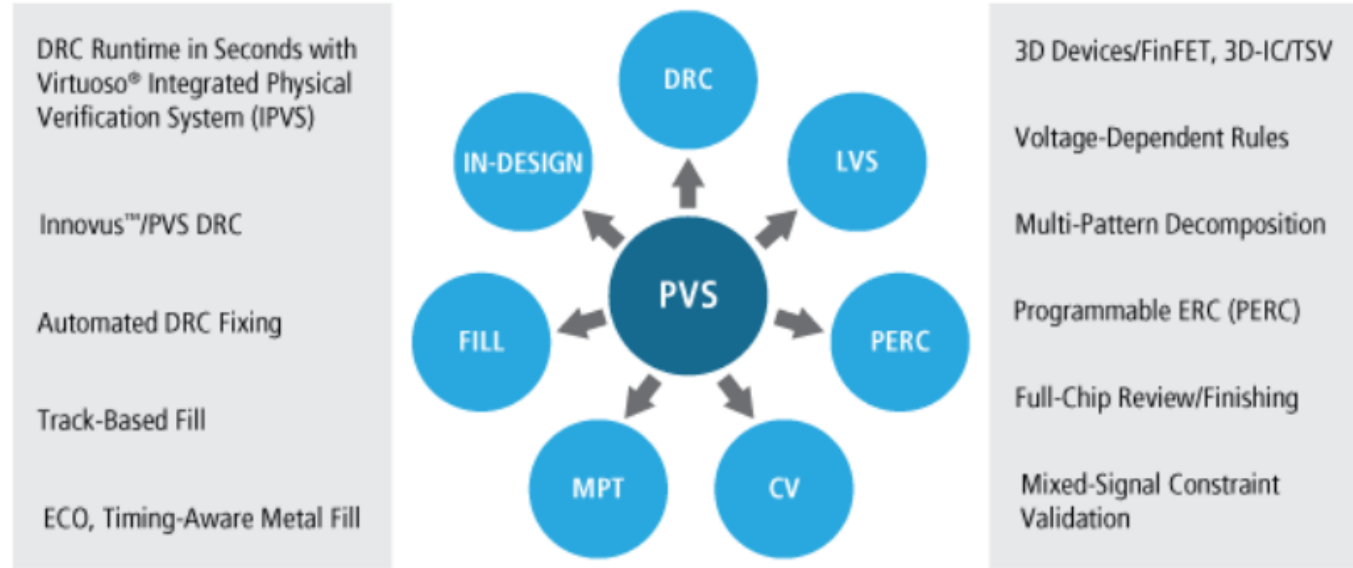 DRC Runtime in Seconds with
Virtuoso® Integrated Physical
Verification System (IPVS)
Innovus™/PVS DRC
Automated DRC Fixing
Track-Based Fill
ECO, Timing-Aware Metal Fill
DRC
IN-DESIGN
LVS
PVS
FILL
PERC
MPT
CV
3D Devices/FinFET, 3D-IC/TSV
Voltage-Dependent Rules
Multi-Pattern Decomposition
Programmable ERC (PERC)
Full-Chip Review/Finishing
Mixed-Signal Constraint
Validation